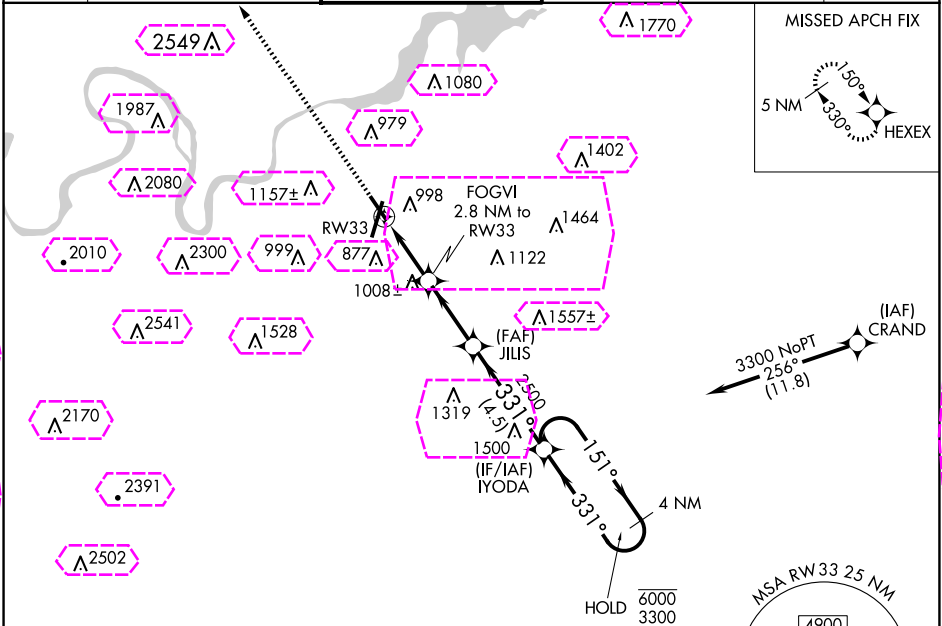 1770
MISSED APCH FIX
2549
1080
150°
5 NM
330°
HEXEX
1987
979
1402
2080
1157±
998
FOGVI
2.8 NM to
RW33
1464
RW33
2010
2300
999
877
1122
1008±
2541
1528
1557±
(FAF)
JILIS
(IAF)
CRAND
3300 NoPT
256°
(11.8)
2500
331°
(4.5)
1319
2170
1500
(IF/IAF)
IYODA
151°
331°
4 NM
2391
2502
HOLD
6000
3300
MSA RW33 25 NM
4900